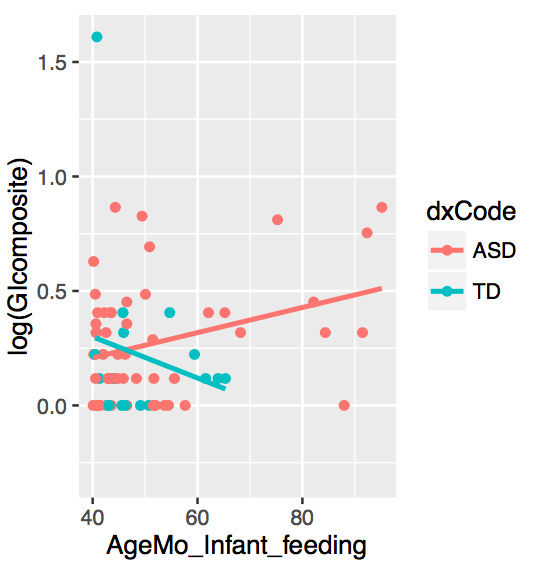 log(GIcomposite)
1.5
1.0
0.5
0.0
40
60
80
AgeMo_Infant_feeding
dxCode
ASD
TD